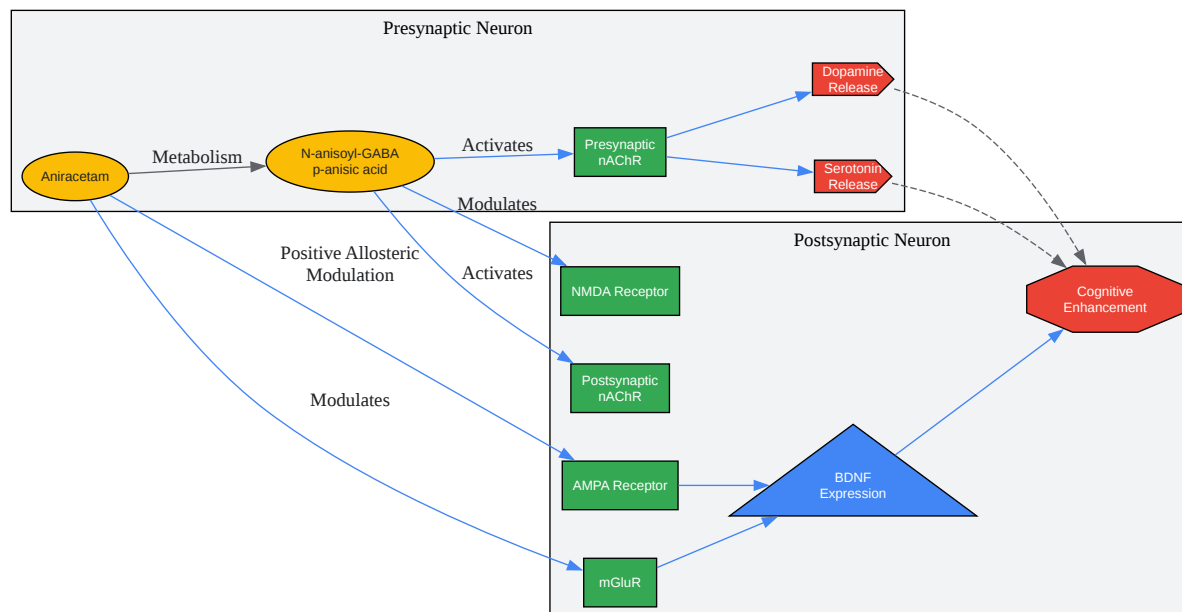 Presynaptic Neuron
Dopamine
Release
Metabolism
N-anisoyl-GABA
p-anisic acid
Activates
Presynaptic
nAChR
Aniracetam
Serotonin
Release
Modulates
Postsynaptic Neuron
Positive Allosteric
Modulation
Activates
NMDA Receptor
Cognitive
Enhancement
Postsynaptic
nAChR
Modulates
AMPA Receptor
BDNF
Expression
mGluR